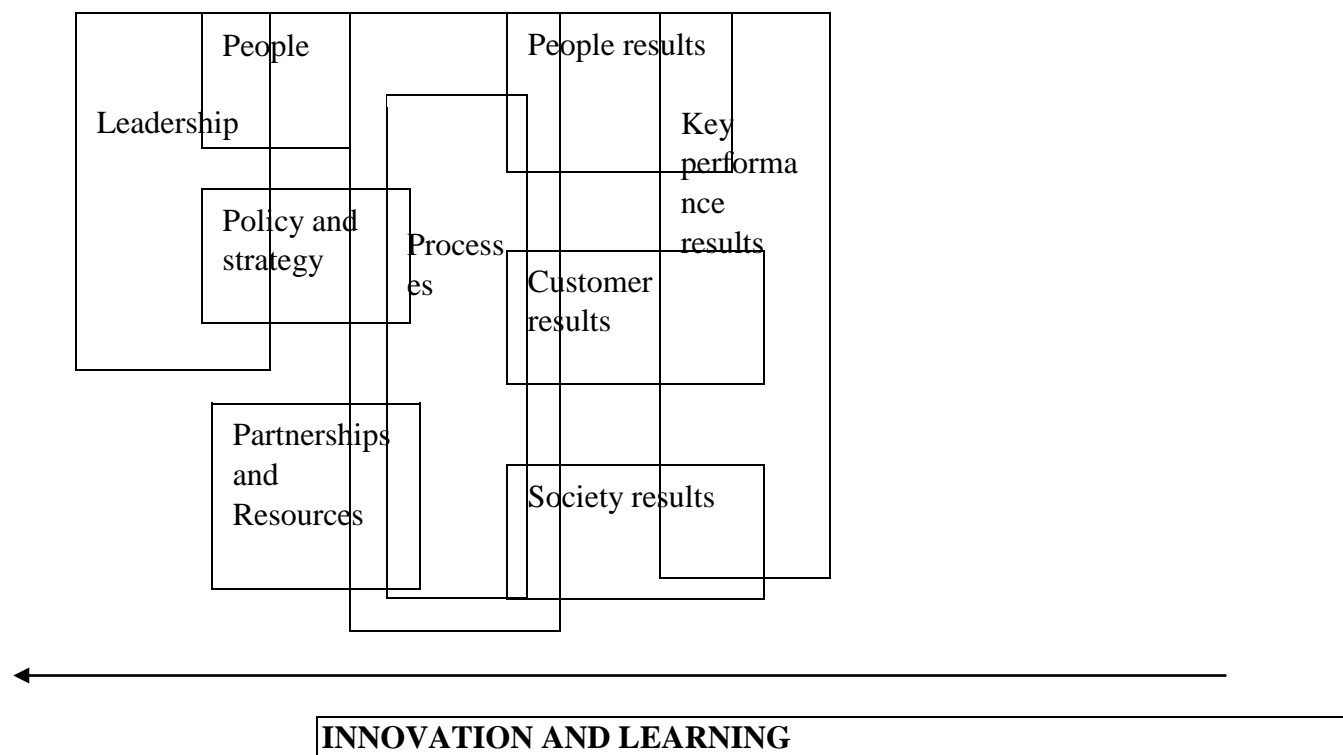 People
People results
Leadership
Key
performa
nce
results
Policy and
strategy
Process
es
Customer
results
Partnerships
and
Resources
Society results
INNOVATION AND LEARNING